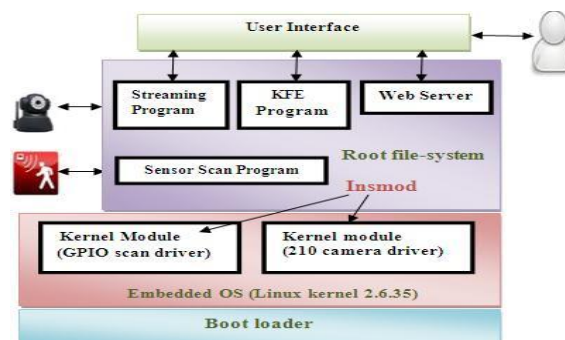 User Interface
Streaming
Program
KFE
Program
Web Server
Root file-system
Sensor Scan Program
Insmod
Kernel Module
(GPIO scan driver)
Kernel module
(210 camera driver)
Embedded OS (Linux kernel 2.6.35)
Boot loader